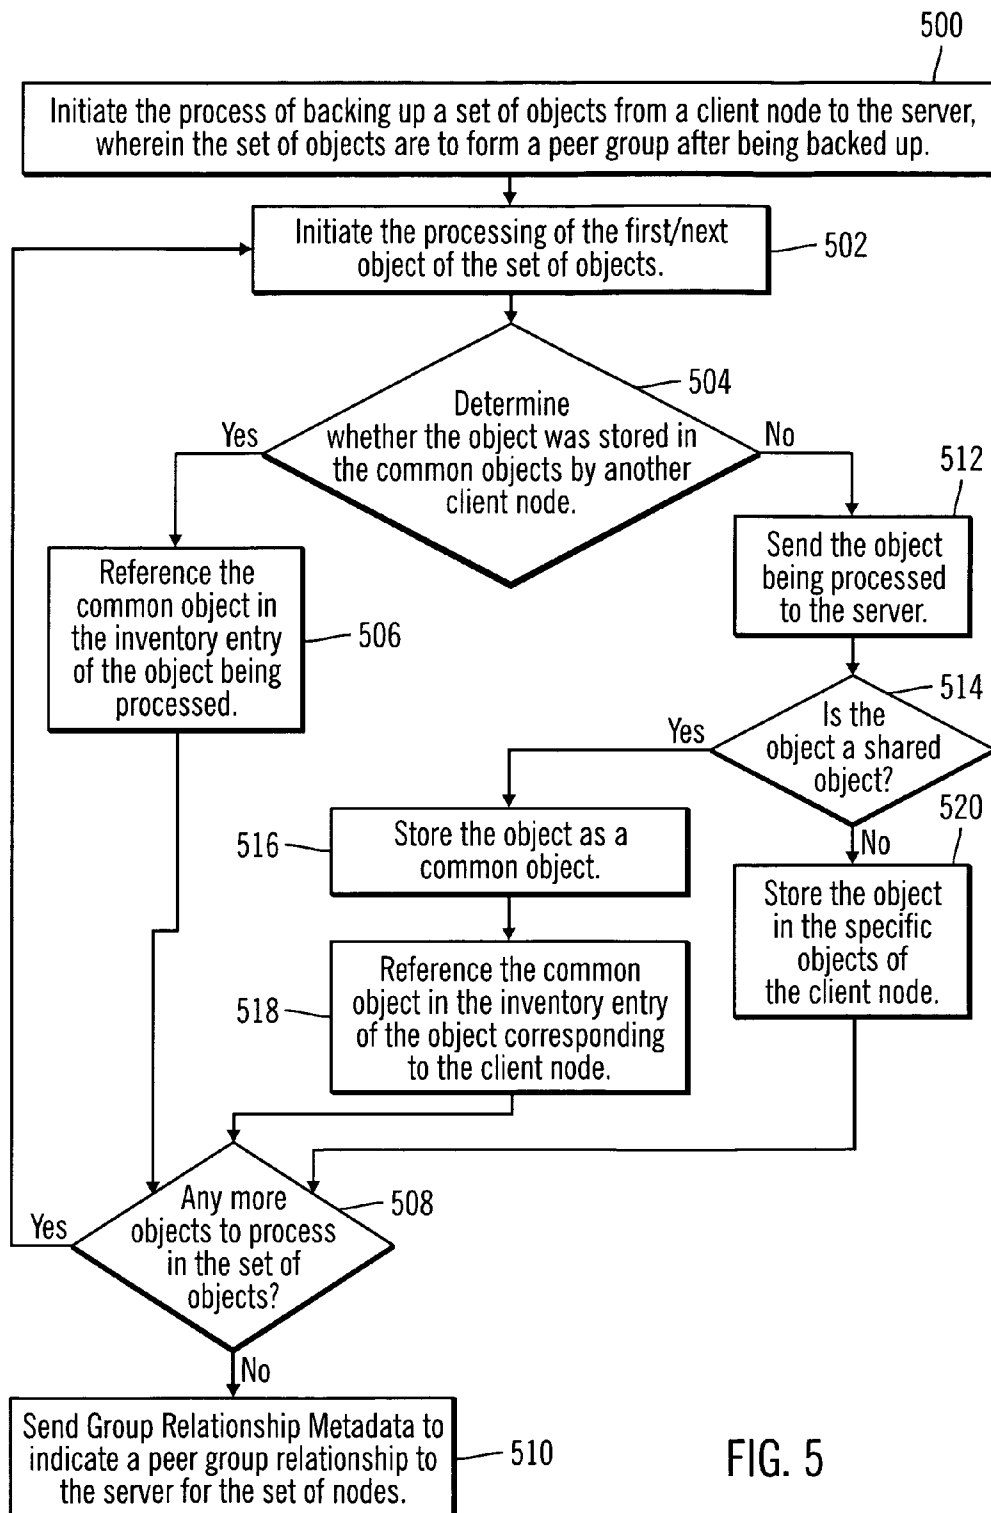 500
Initiate the process of backing up a set of objects from a client node to the server,
wherein the set of objects are to form a peer group after being backed up.
Initiate the processing of the first/next
object of the set of objects.
502
504
Determine
whether the object was stored in
the common objects by another
client node.
Yes
No
512
Send the object
being processed
to the server.
Reference the
common object in
the inventory entry
of the object being
processed.
506
514
Is the
object a shared
object?
Yes
No
520
516
Store the object as a
common object.
Store the object
in the specific
objects of
the client node.
518
Reference the common
object in the inventory entry
of the object corresponding
to the client node.
508
Any more
objects to process
in the set of
objects?
Yes
No
Send Group Relationship Metadata to
indicate a peer group relationship to
the server for the set of nodes.
510
FIG. 5